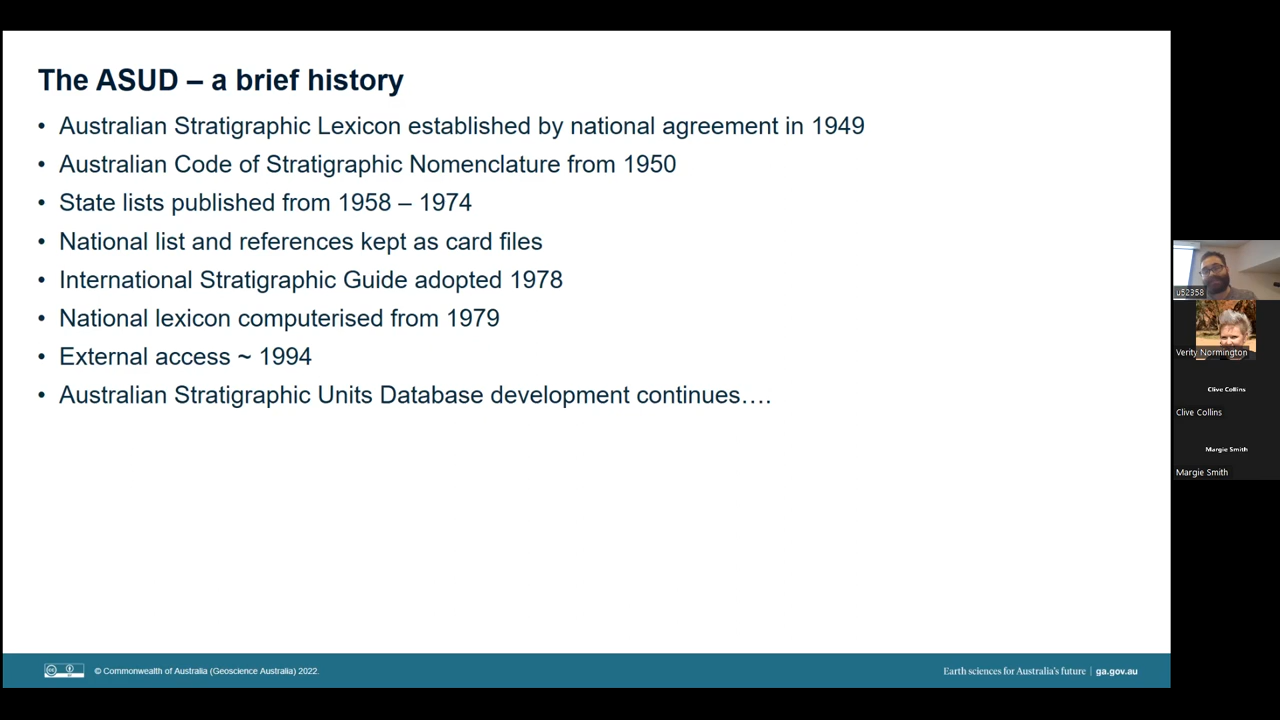 The ASUD – a brief history
• Australian Stratigraphic Lexicon established by national agreement in 1949
• Australian Code of Stratigraphic Nomenclature from 1950
• State lists published from 1958 – 1974
• National list and references kept as card files
• International Stratigraphic Guide adopted 1978
• National lexicon computerised from 1979
• External access ~ 1994
• Australian Stratigraphic Units Database development continues….
© Commonwealth of Australia (Geoscience Australia) 2022.
Earth sciences for Australia's future | ga.gov.au
u52358
Verity Normington
Clive Collins
Clive Collins
Margie Smith
Margie Smith